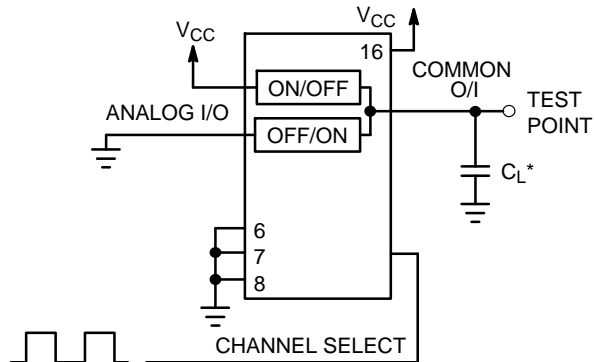 VCC
VCC
16
COMMON
O/I
ON/OFF
TEST
POINT
ANALOG I/O
OFF/ON
CL*
6
7
8
CHANNEL SELECT